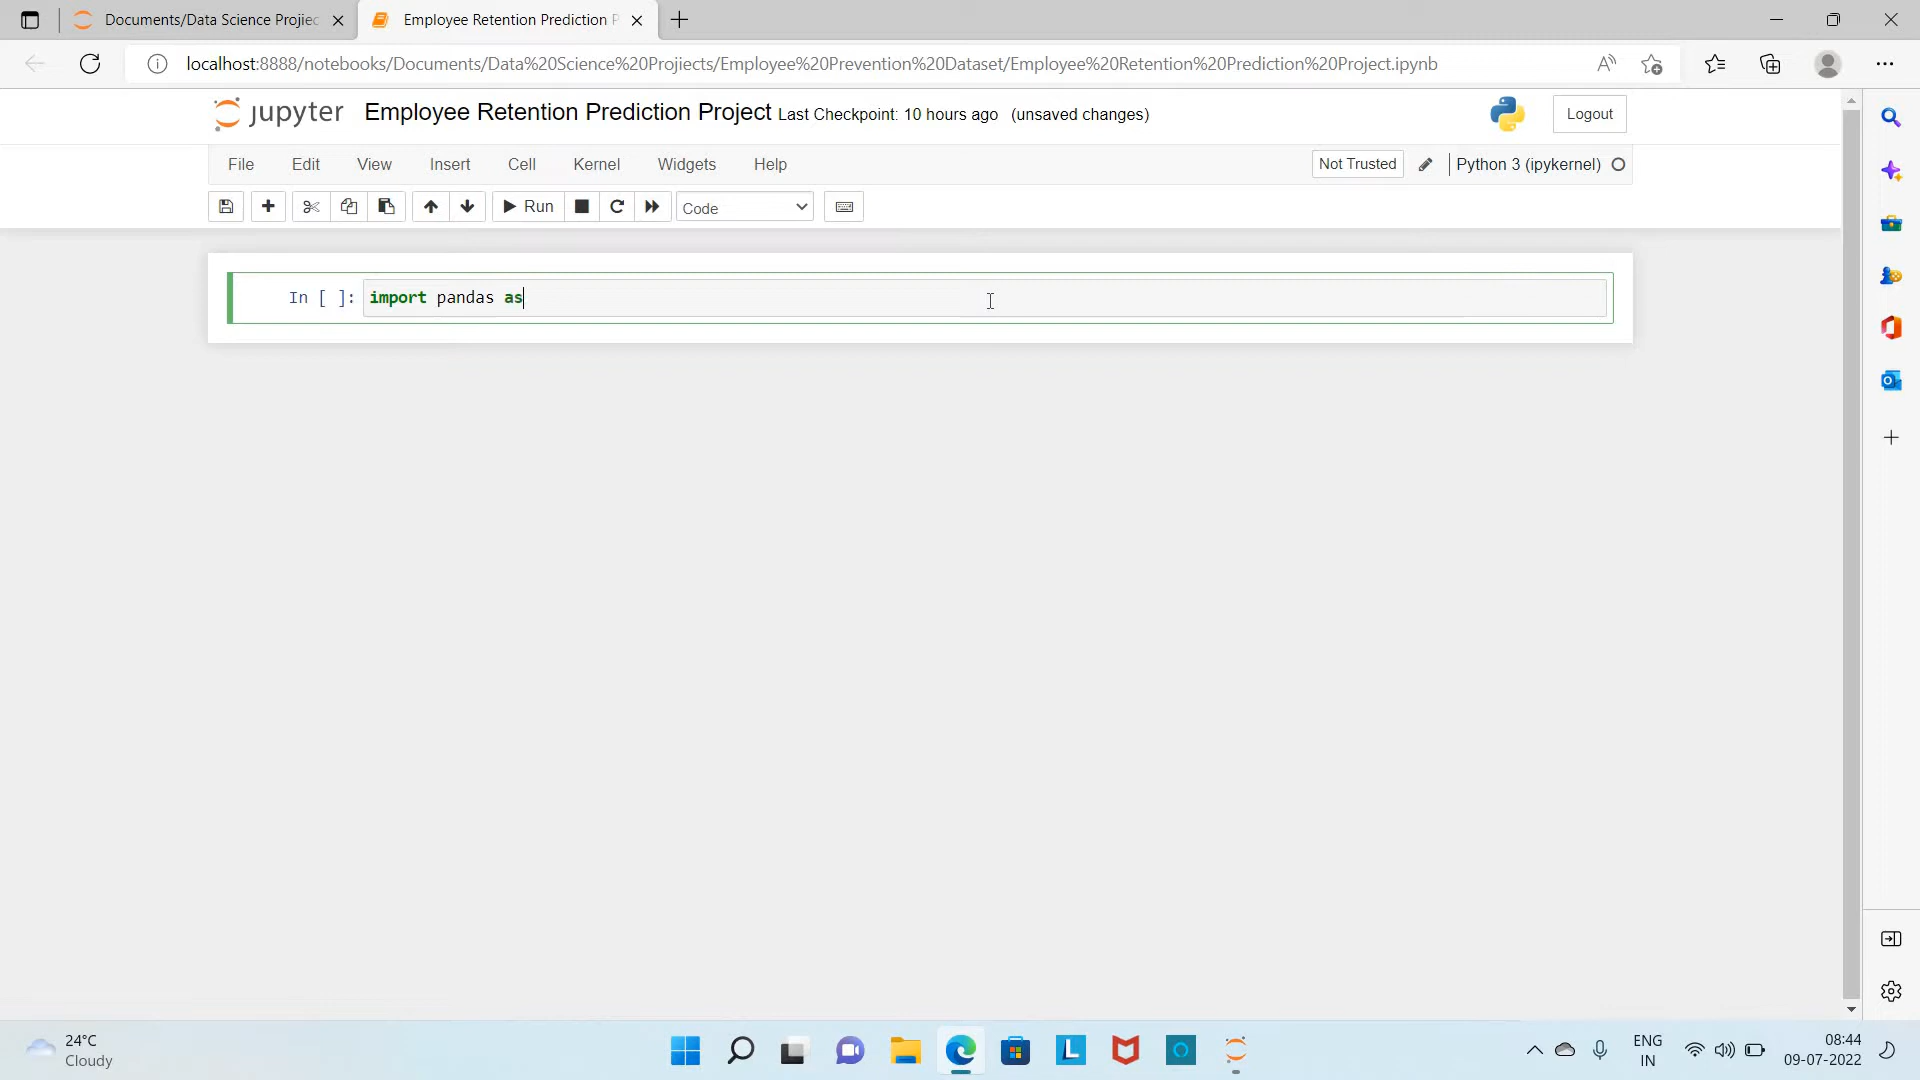 Documents/Data Science Projiec
Employee Retention Prediction P
localhost:8888/notebooks/Documents/Data%20Science%20Projiects/Employee%20Prevention%20Dataset/Employee%20Retention%20Prediction%20Project.ipynb
jupyter Employee Retention Prediction Project Last Checkpoint: 10 hours ago (unsaved changes) Logout
File Edit View Insert Cell Kernel Widgets Help Not Trusted Python 3 (ipykernel)
Run Code
In [ ]: import pandas as
24°C
Cloudy
ENG
IN
08:44
09-07-2022